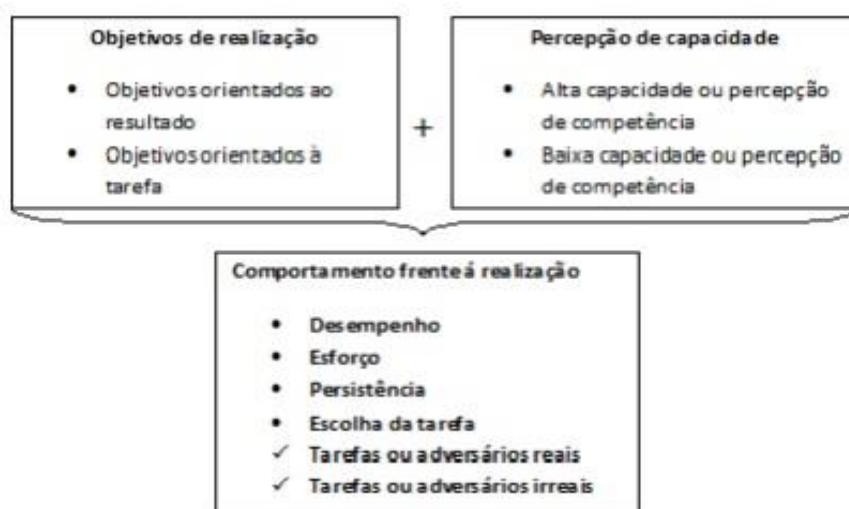 Objetivos de realização
• Objetivos orientados ao
resultado
• Objetivos orientados à
tarefa
+
Percepção de capacidade
• Alta capacidade ou percepção
de competência
• Baixa capacidade ou percepção
de competência
Comportamento frente á realização
• Desempenho
• Esforço
• Persistência
• Escolha da tarefa
✓ Tarefas ou adversários reais
✓ Tarefas ou adversários irreais